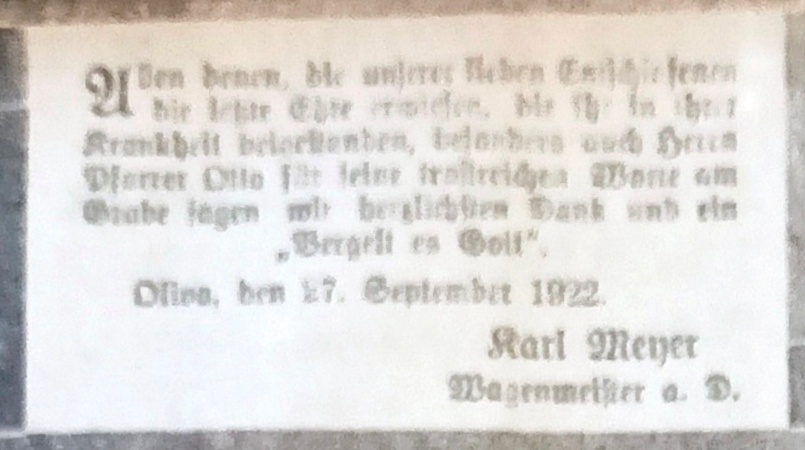 Allen denen, die unserer lieben Entschlafenen
die letzte Ehre erwiesen, die ihr in ihrer
Krankheit beistanden, besonders auch Herrn
Pfarrer Otto für seine trostreichen Worte am
Grabe sagen wir herzlichsten Dank und ein
„Vergelt es Gott“.
Oliva, den 27. September 1922.
Karl Meyer
Wagenmeister a. D.